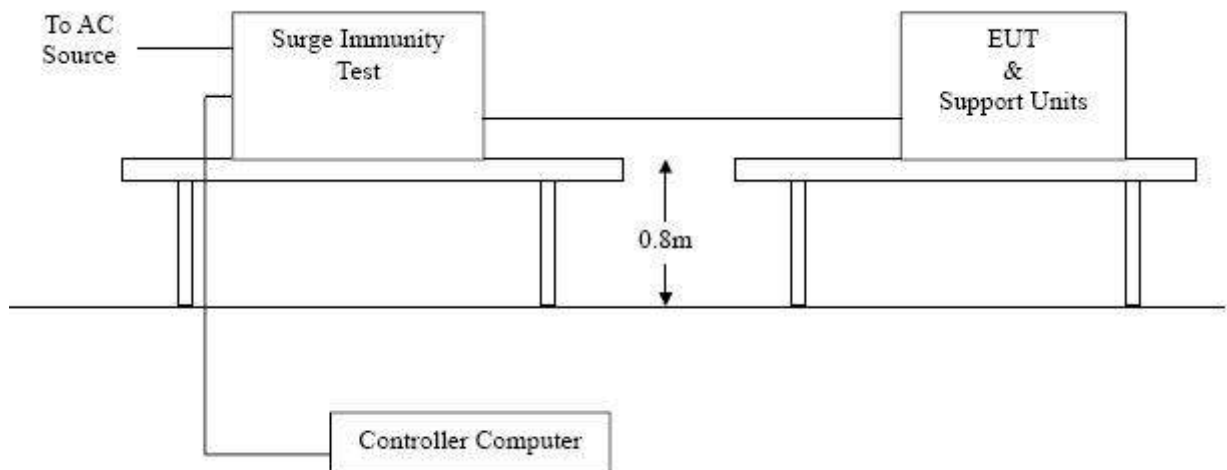 To AC
Source
Surge Immunity
Test
EUT
&
Support Units
0.8m
Controller Computer